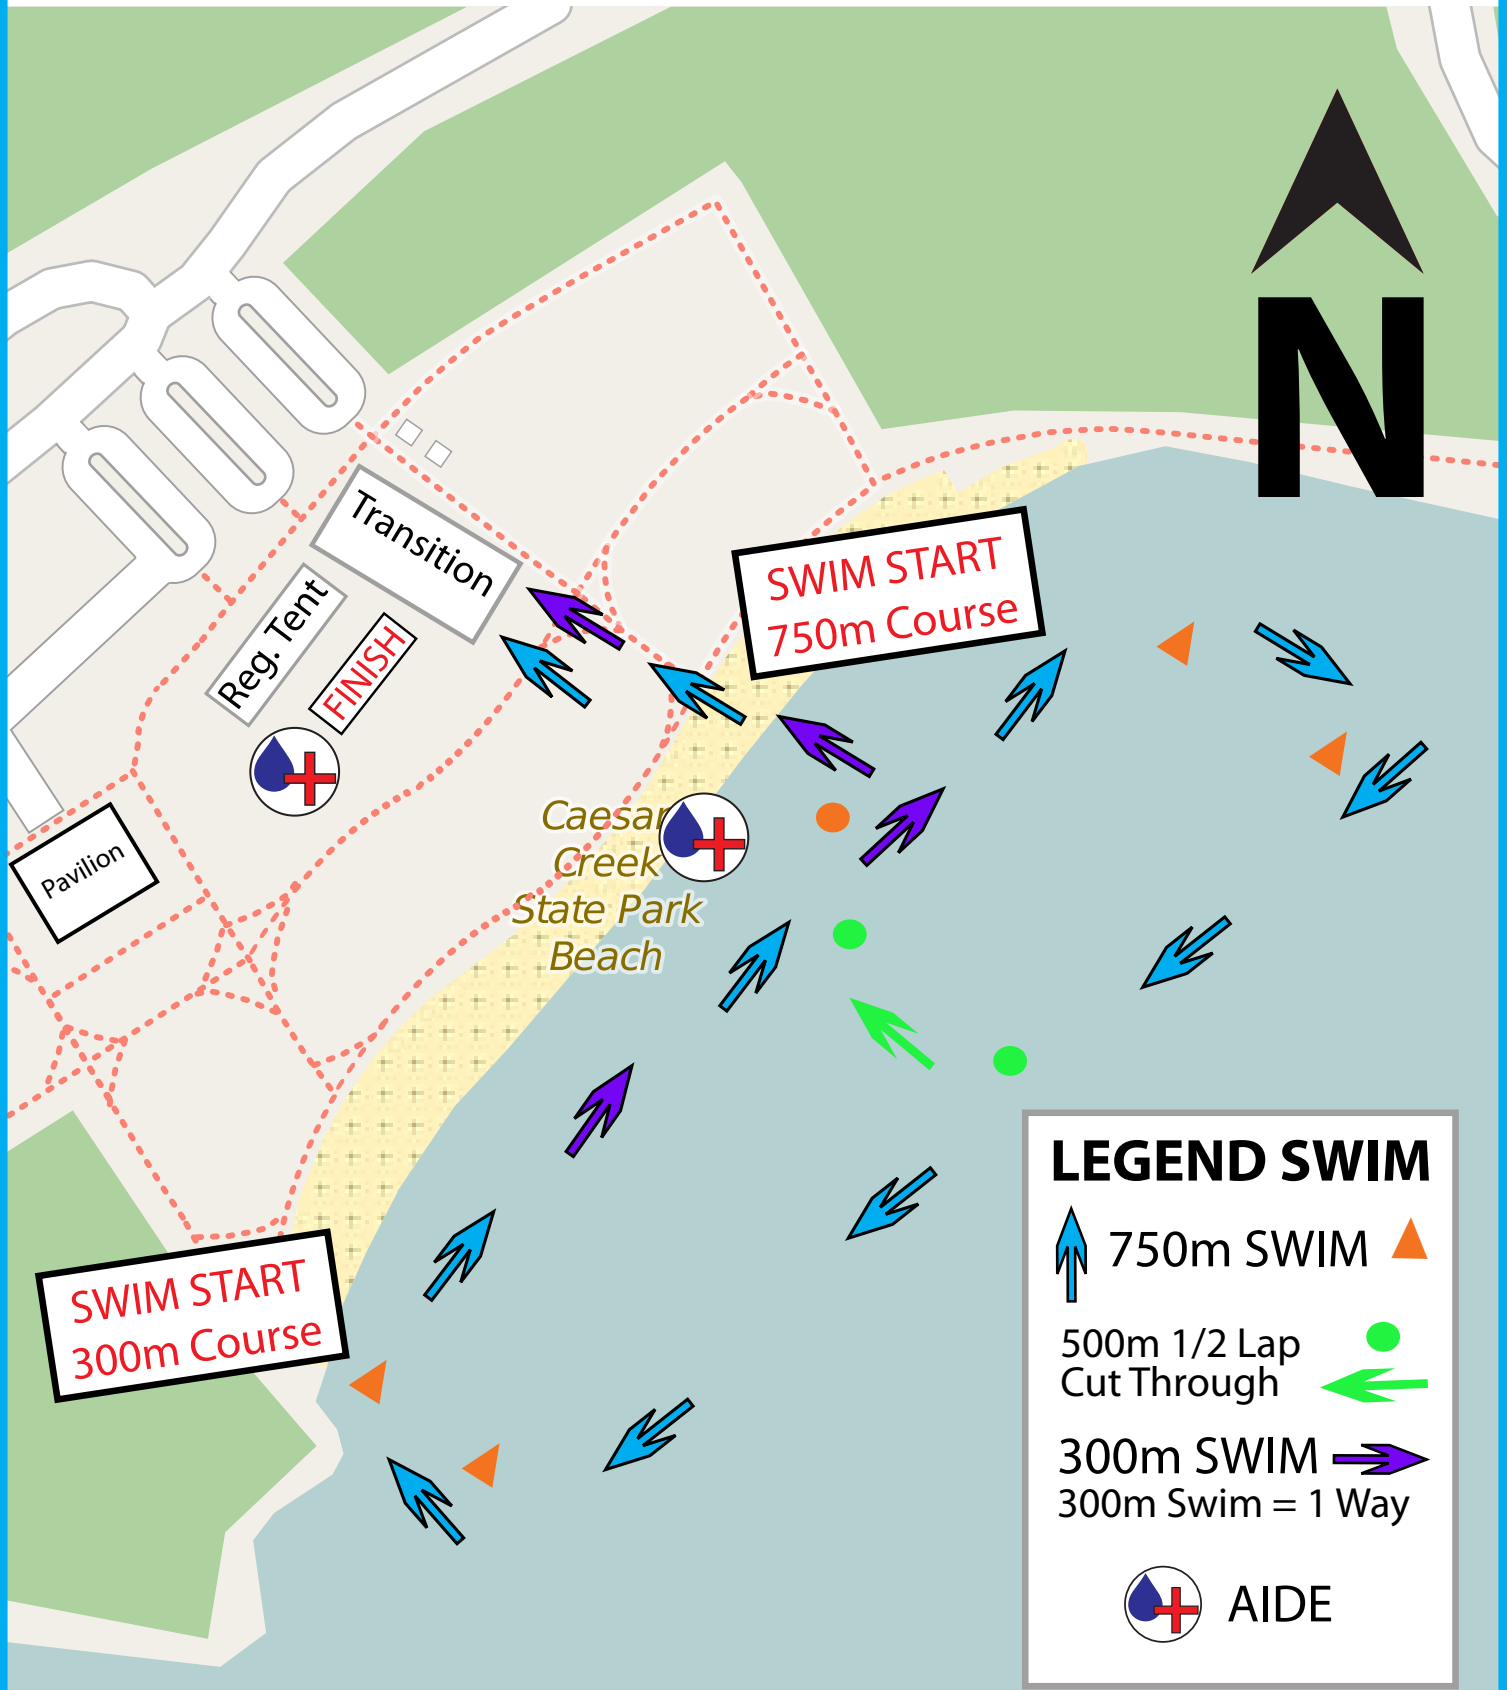 N
Transition
SWIM START
750m Course
Reg. Tent
FINISH
Caesar
Creek
State Park
Beach
Pavilion
LEGEND SWIM
750m SWIM
500m 1/2 Lap
Cut Through
300m SWIM
300m Swim = 1 Way
AIDE
SWIM START
300m Course